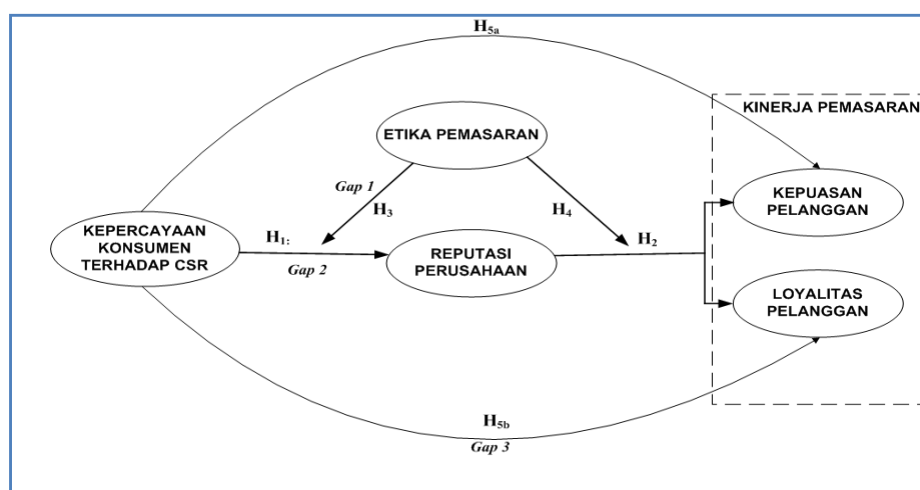 H5a
KINERJA PEMASARAN
ETIKA PEMASARAN
Gap 1
H3
H4
KEPUASAN
PELANGGAN
KEPERCAYAAN
KONSUMEN
TERHADAP CSR
H1:
Gap 2
REPUTASI
PERUSAHAAN
H2
LOYALITAS
PELANGGAN
H5b
Gap 3